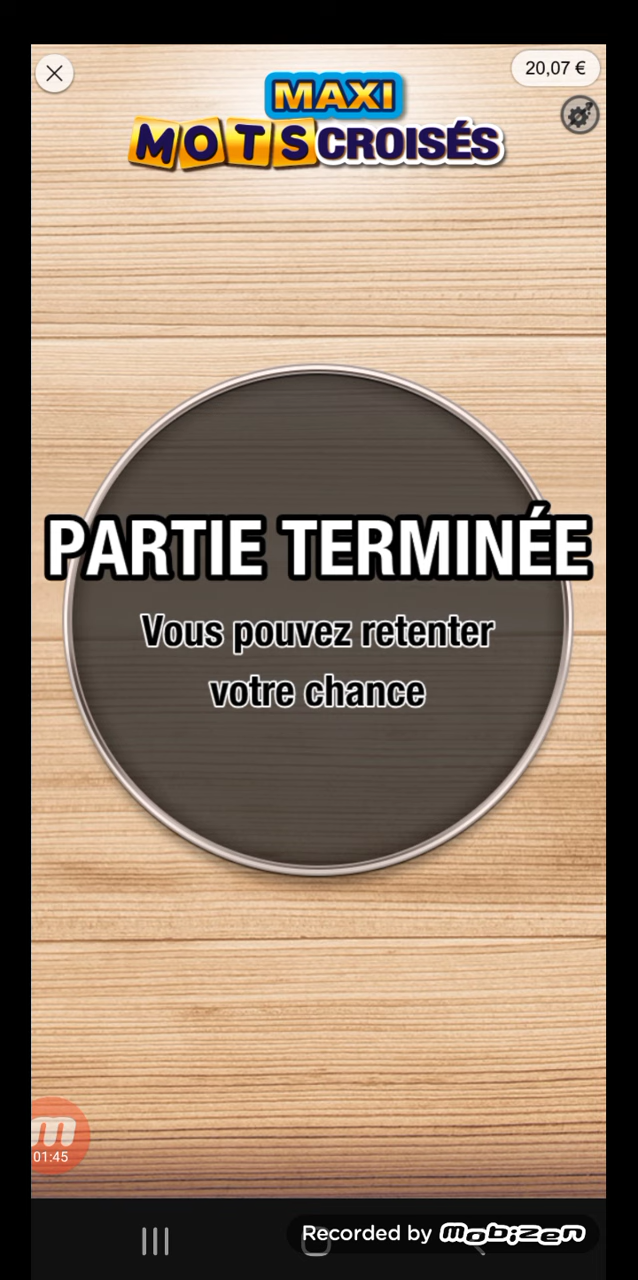 20,07 €
MAXI
MOTS CROISÉS
PARTIE TERMINÉE
Vous pouvez retenter
votre chance
m
01:45
Recorded by mobizen